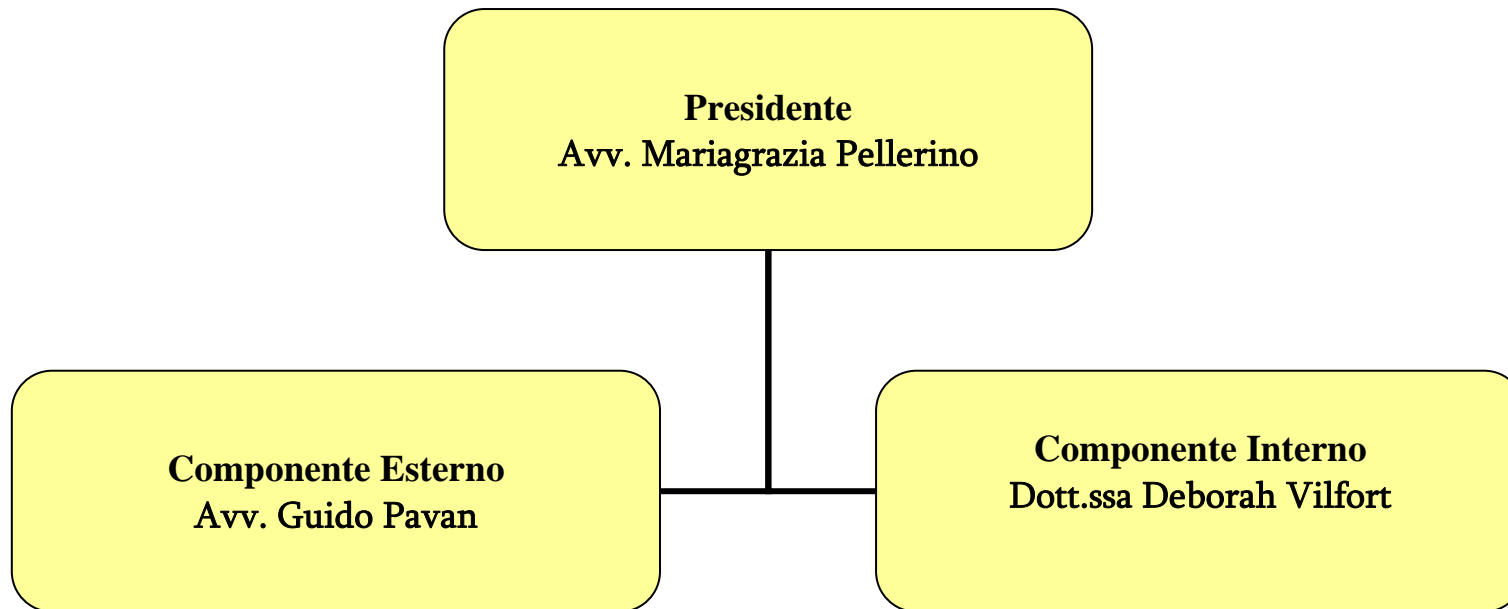 Presidente
Avv. Mariagrazia Pellerino
Componente Esterno
Avv. Guido Pavan
Componente Interno
Dott.ssa Deborah Vilfort